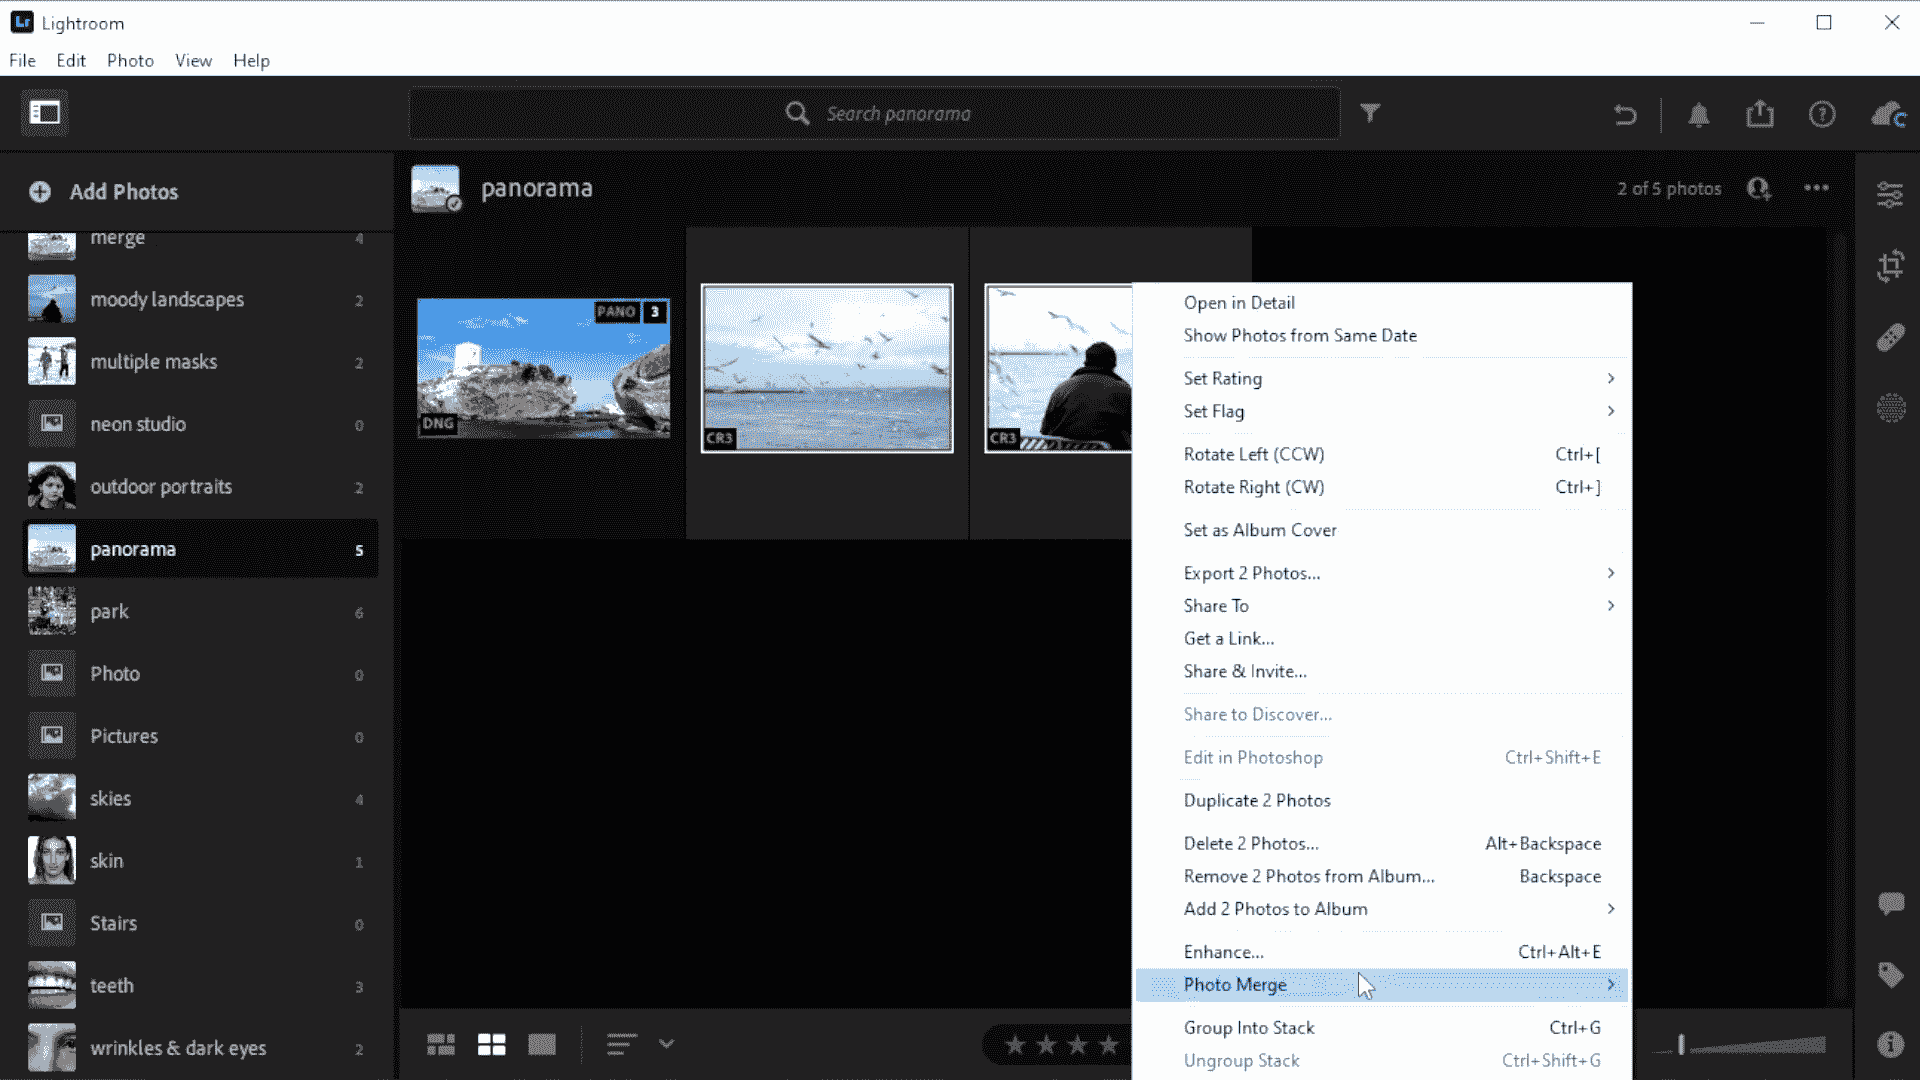 Lr Lightroom
File Edit Photo View Help
Search panorama
Add Photos
panorama
2 of 5 photos
merge 4
moody landscapes 2
multiple masks 2
neon studio 0
outdoor portraits 2
panorama 5
park 6
Photo 0
Pictures 0
skies 4
skin 1
Stairs 0
teeth 3
wrinkles & dark eyes 2
PANO 3
DNG
CR3
CR3
Open in Detail
Show Photos from Same Date
Set Rating
Set Flag
Rotate Left (CCW) Ctrl+[
Rotate Right (CW) Ctrl+]
Set as Album Cover
Export 2 Photos...
Share To
Get a Link...
Share & Invite...
Share to Discover...
Edit in Photoshop Ctrl+Shift+E
Duplicate 2 Photos
Delete 2 Photos... Alt+Backspace
Remove 2 Photos from Album... Backspace
Add 2 Photos to Album
Enhance... Ctrl+Alt+E
Photo Merge
Group Into Stack Ctrl+G
Ungroup Stack Ctrl+Shift+G